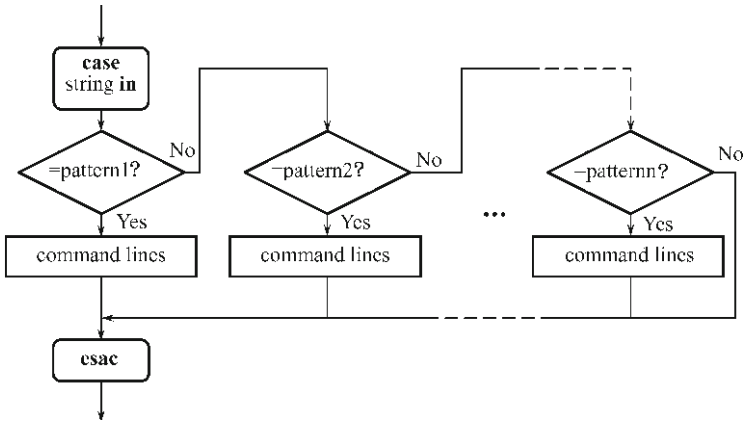 case
string in
=pattern1?
No
=pattern2?
No
=patternn?
No
Yes
Yes
...
Yes
command lines
command lines
command lines
esac